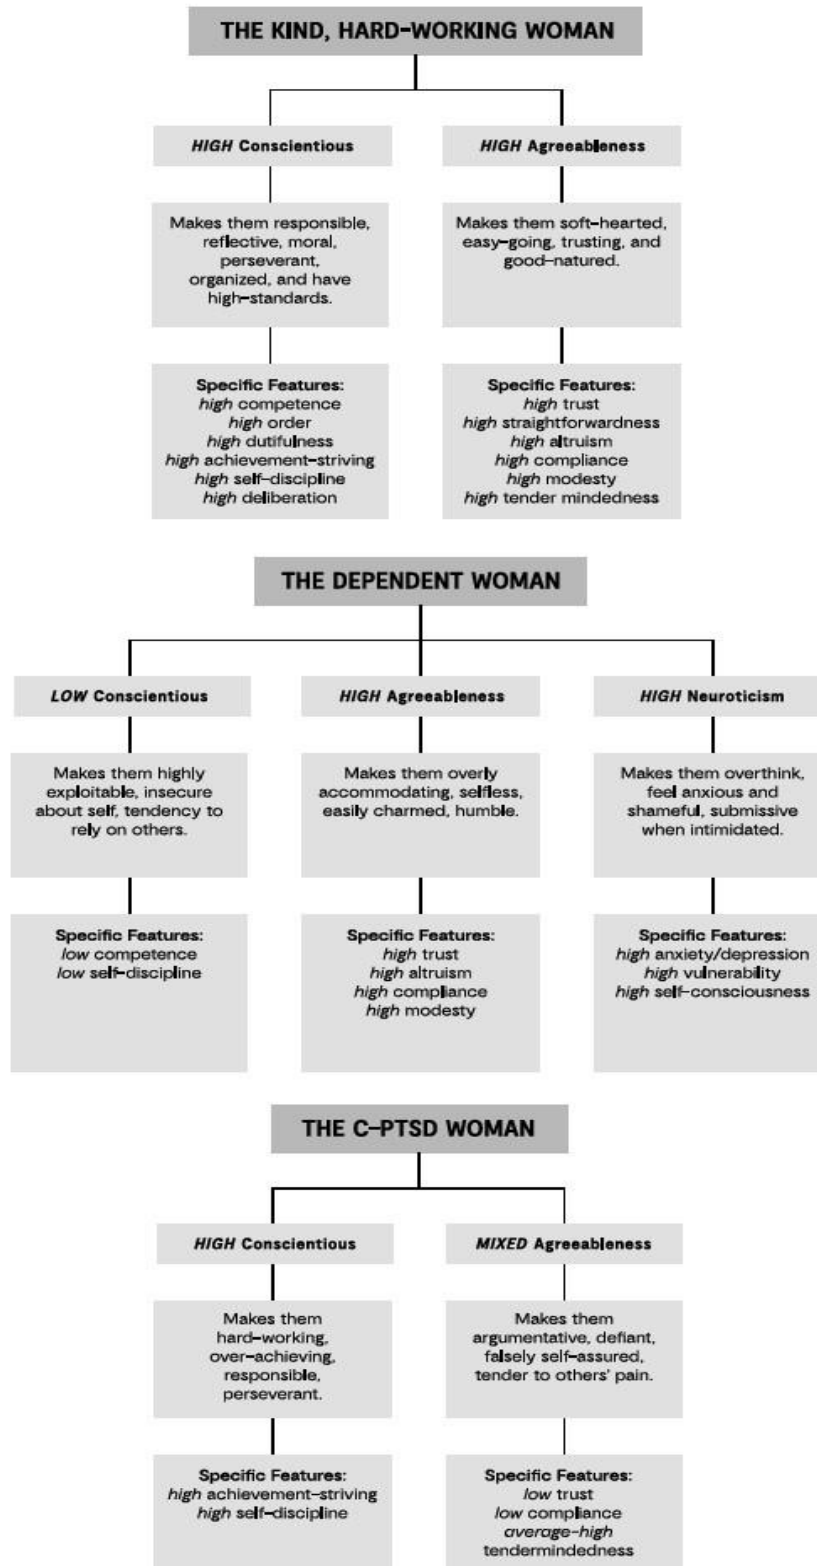 THE KIND, HARD-WORKING WOMAN
HIGH Conscientious
Makes them responsible,
reflective, moral,
perseverant,
organized, and have
high-standards.
Specific Features:
high competence
high order
high dutifulness
high achievement-striving
high self-discipline
high deliberation
HIGH Agreeableness
Makes them soft-hearted,
easy-going, trusting, and
good-natured.
Specific Features:
high trust
high straightforwardness
high altruism
high compliance
high modesty
high tender mindedness
THE DEPENDENT WOMAN
LOW Conscientious
Makes them highly
exploitable, insecure
about self, tendency to
rely on others.
Specific Features:
low competence
low self-discipline
HIGH Agreeableness
Makes them overly
accommodating, selfless,
easily charmed, humble.
Specific Features:
high trust
high altruism
high compliance
high modesty
HIGH Neuroticism
Makes them overthink,
feel anxious and
shameful, submissive
when intimidated.
Specific Features:
high anxiety/depression
high vulnerability
high self-consciousness
THE C-PTSD WOMAN
HIGH Conscientious
Makes them
hard-working,
over-achieving,
responsible,
perseverant.
Specific Features:
high achievement-striving
high self-discipline
MIXED Agreeableness
Makes them
argumentative, defiant,
falsely self-assured,
tender to others' pain.
Specific Features:
low trust
low compliance
average-high
tendermindedness